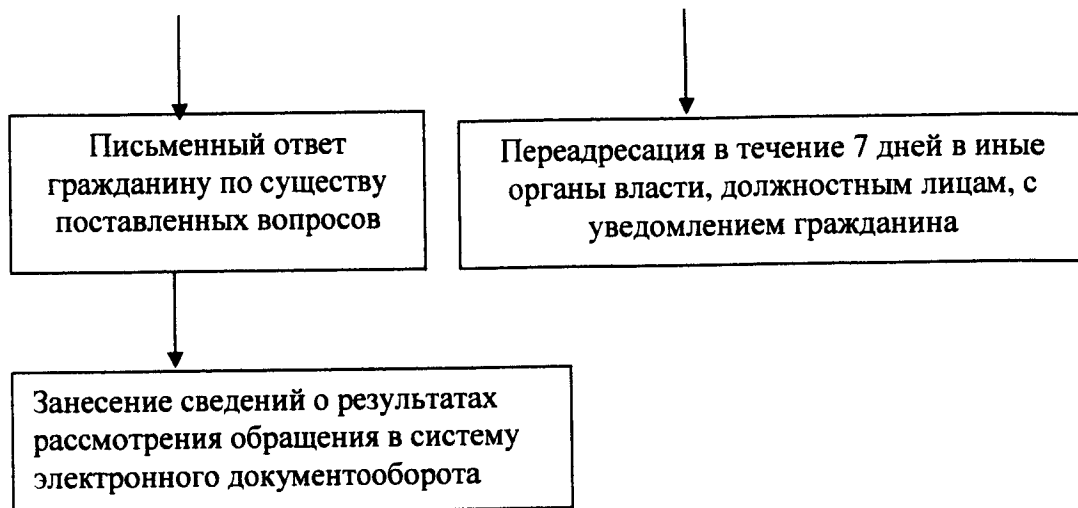 Письменный ответ
гражданину по существу
поставленных вопросов
Переадресация в течение 7 дней в иные
органы власти, должностным лицам, с
уведомлением гражданина
Занесение сведений о результатах
рассмотрения обращения в систему
электронного документооборота